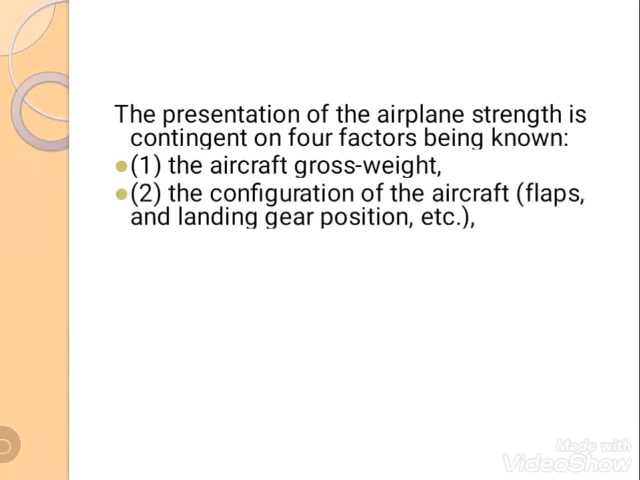 The presentation of the airplane strength is
contingent on four factors being known:
(1) the aircraft gross-weight,
(2) the configuration of the aircraft (flaps,
and landing gear position, etc.),
Made with
VideoShow